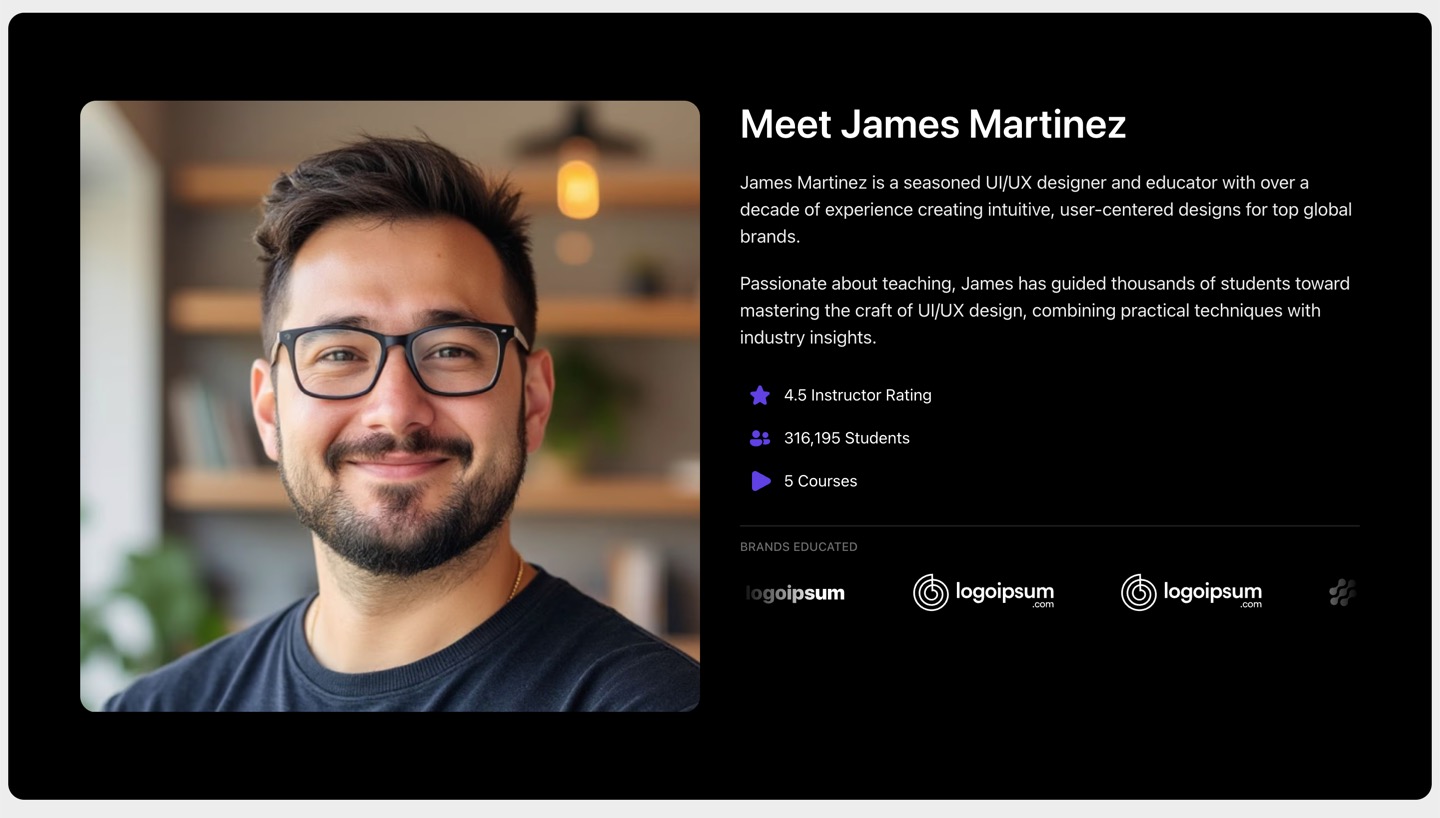 Meet James Martinez
James Martinez is a seasoned UI/UX designer and educator with over a
decade of experience creating intuitive, user-centered designs for top global
brands.
Passionate about teaching, James has guided thousands of students toward
mastering the craft of UI/UX design, combining practical techniques with
industry insights.
4.5 Instructor Rating
316,195 Students
5 Courses
BRANDS EDUCATED
logoipsum
logoipsum
.com
logoipsum
.com